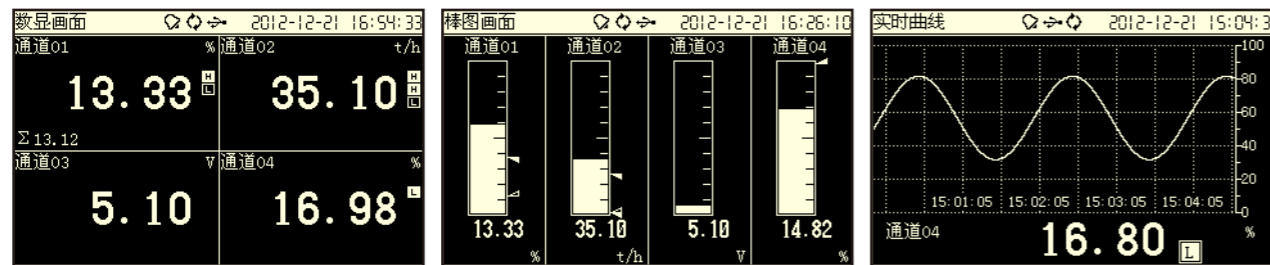 数显画面 2012-12-21 16:54:33
通道01 % 通道02 t/h
13.33 H L 35.10 H H L
Σ13.12
通道03 V 通道04 %
5.10 16.98 L
棒图画面 2012-12-21 16:26:10
通道01 通道02 通道03 通道04
13.33 35.10 5.10 14.82
% t/h V %
实时曲线 2012-12-21 15:04:3
100
80
60
40
20
0
15:01:05 15:02:05 15:03:05 15:04:05
通道04 16.80 L %